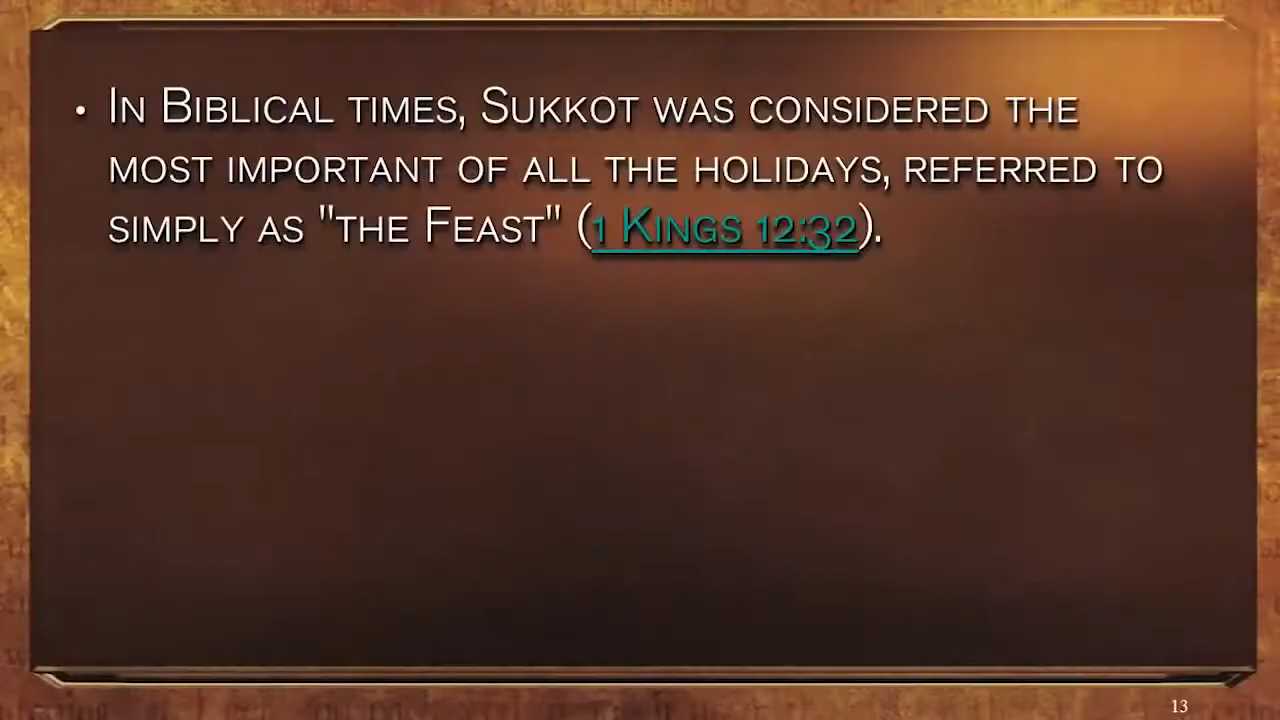 • In Biblical times, Sukkot was considered the
most important of all the holidays, referred to
simply as "the Feast" (1 Kings 12:32).
13